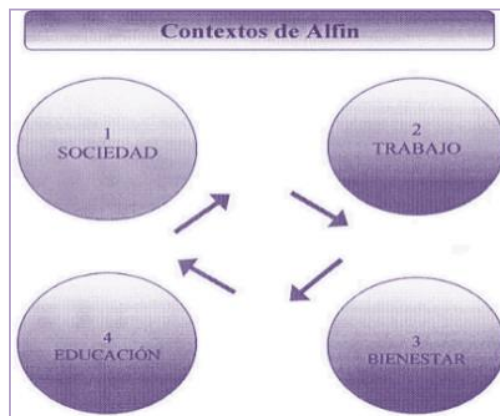 Contextos de Alfin
1
SOCIEDAD
2
TRABAJO
4
EDUCACIÓN
3
BIENESTAR